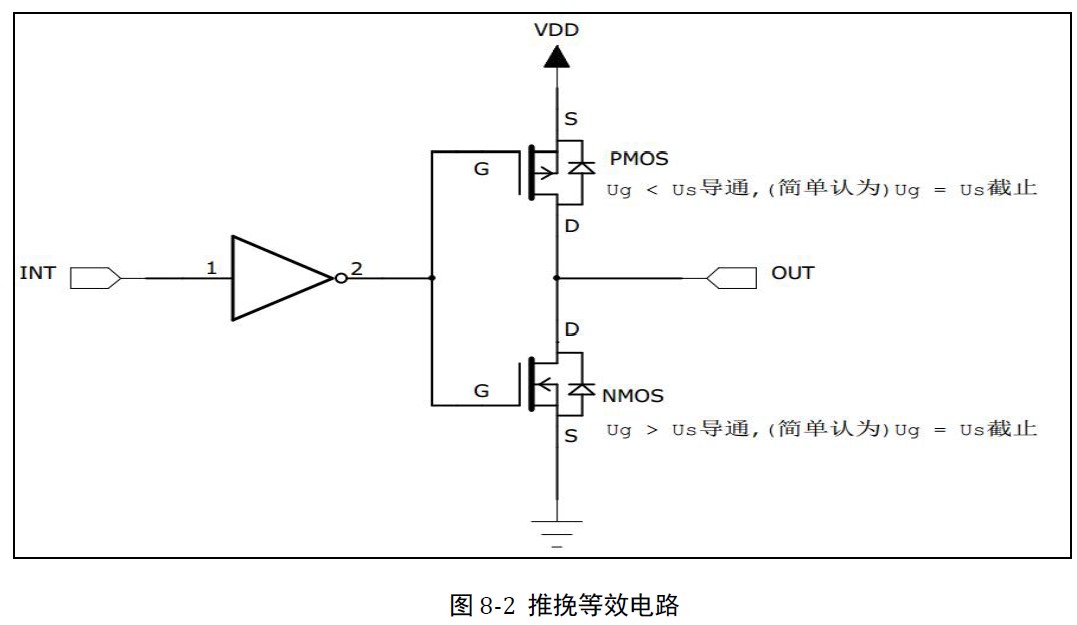 VDD
S
G
PMOS
Ug < Us导通,(简单认为)Ug = Us截止
D
INT
1
2
OUT
D
G
NMOS
S
Ug > Us导通,(简单认为)Ug = Us截止
图 8-2 推挽等效电路